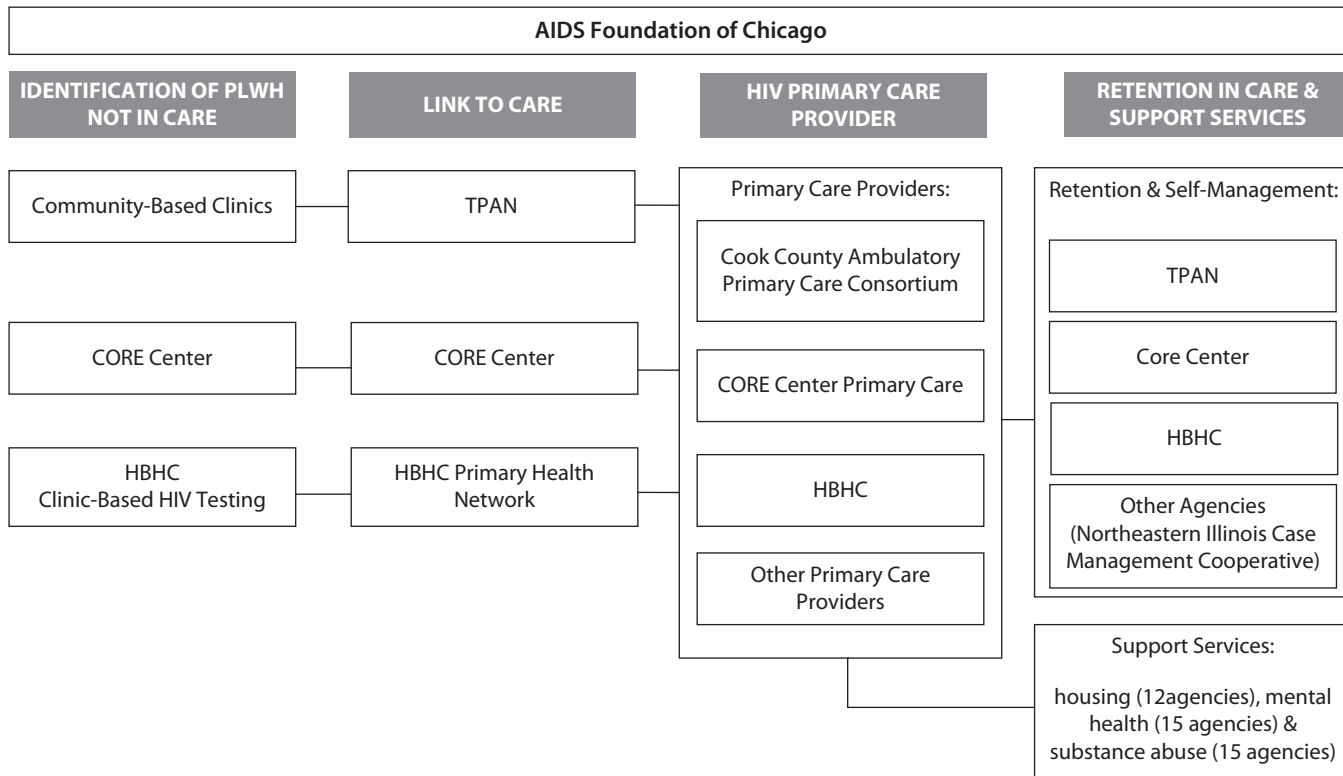 AIDS Foundation of Chicago
IDENTIFICATION OF PLWH
NOT IN CARE
LINK TO CARE
HIV PRIMARY CARE
PROVIDER
RETENTION IN CARE &
SUPPORT SERVICES
Community-Based Clinics
TPAN
CORE Center
CORE Center
HBHC
Clinic-Based HIV Testing
HBHC Primary Health
Network
Primary Care Providers:
Cook County Ambulatory
Primary Care Consortium
CORE Center Primary Care
HBHC
Other Primary Care
Providers
Retention & Self-Management:
TPAN
Core Center
HBHC
Other Agencies
(Northeastern Illinois Case
Management Cooperative)
Support Services:
housing (12agencies), mental
health (15 agencies) &
substance abuse (15 agencies)